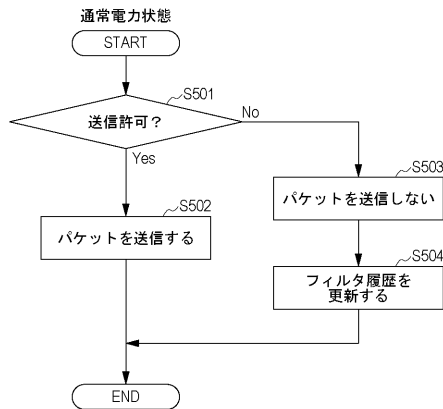 通常電力状態
START
S501
送信許可?
No
Yes
S503
パケットを送信しない
S502
パケットを送信する
S504
フィルタ履歴を
更新する
END